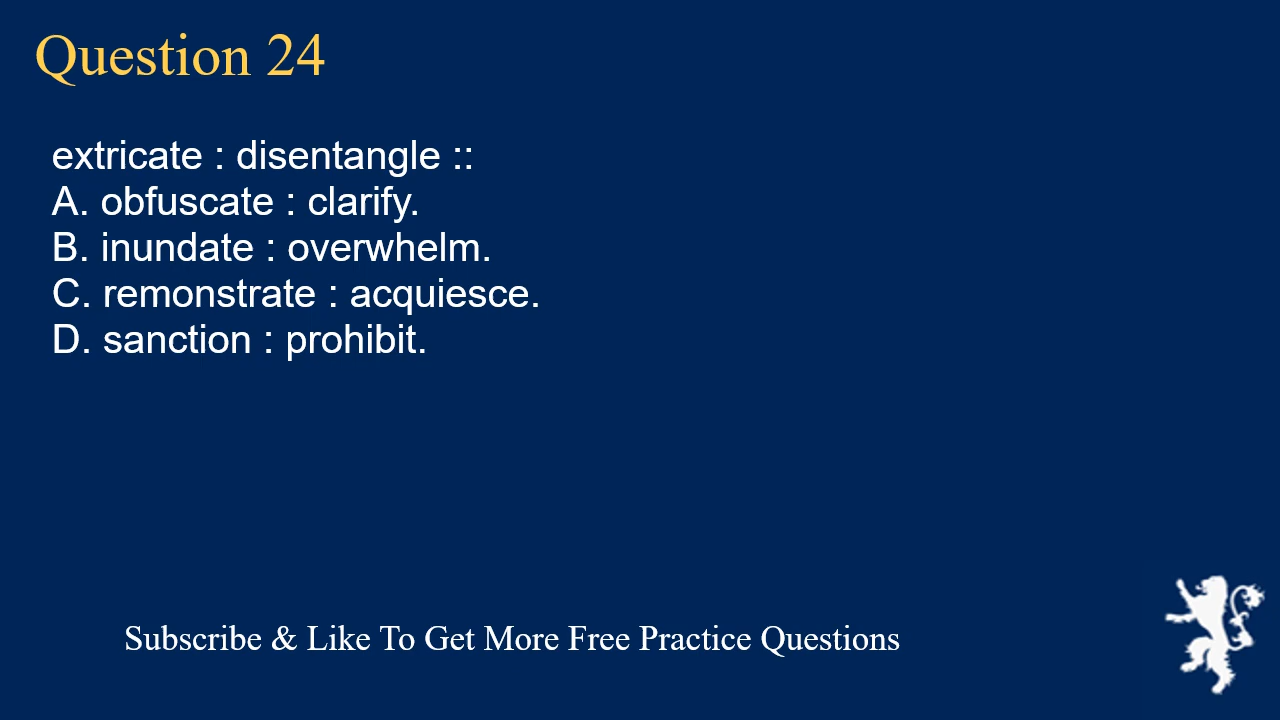 Question 24
extricate : disentangle ::
A. obfuscate : clarify.
B. inundate : overwhelm.
C. remonstrate : acquiesce.
D. sanction : prohibit.
Subscribe & Like To Get More Free Practice Questions